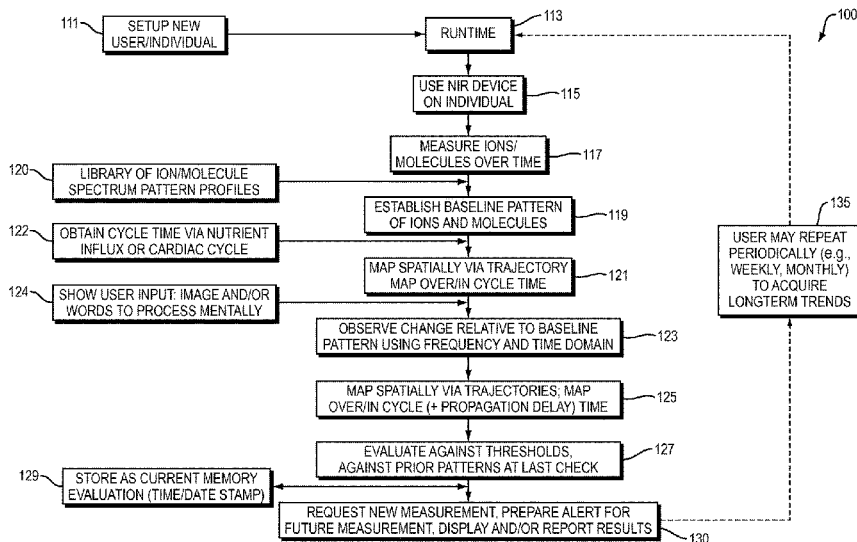 100
111
SETUP NEW
USER/INDIVIDUAL
RUNTIME
113
USE NIR DEVICE
ON INDIVIDUAL
115
MEASURE IONS/
MOLECULES OVER TIME
117
120
LIBRARY OF ION/MOLECULE
SPECTRUM PATTERN PROFILES
ESTABLISH BASELINE PATTERN
OF IONS AND MOLECULES
119
122
OBTAIN CYCLE TIME VIA NUTRIENT
INFLUX OR CARDIAC CYCLE
MAP SPATIALLY VIA TRAJECTORY
MAP OVER/IN CYCLE TIME
121
124
SHOW USER INPUT: IMAGE AND/OR
WORDS TO PROCESS MENTALLY
OBSERVE CHANGE RELATIVE TO BASELINE
PATTERN USING FREQUENCY AND TIME DOMAIN
123
MAP SPATIALLY VIA TRAJECTORIES; MAP
OVER/IN CYCLE (+ PROPAGATION DELAY) TIME
125
EVALUATE AGAINST THRESHOLDS,
AGAINST PRIOR PATTERNS AT LAST CHECK
127
129
STORE AS CURRENT MEMORY
EVALUATION (TIME/DATE STAMP)
REQUEST NEW MEASUREMENT, PREPARE ALERT FOR
FUTURE MEASUREMENT, DISPLAY AND/OR REPORT RESULTS
130
135
USER MAY REPEAT
PERIODICALLY (e.g.,
WEEKLY, MONTHLY)
TO ACQUIRE
LONGTERM TRENDS